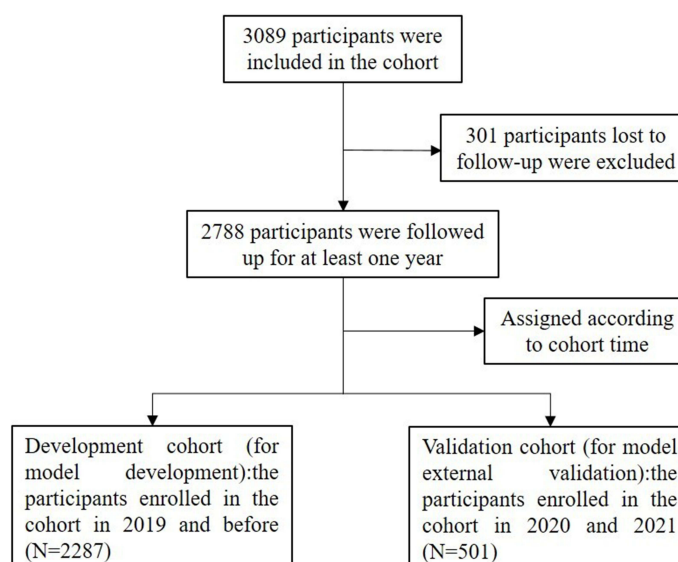 3089 participants were
included in the cohort
301 participants lost to
follow-up were excluded
2788 participants were followed
up for at least one year
Assigned according
to cohort time
Development cohort (for
model development):the
participants enrolled in the
cohort in 2019 and before
(N=2287)
Validation cohort (for model
external validation):the
participants enrolled in the
cohort in 2020 and 2021
(N=501)